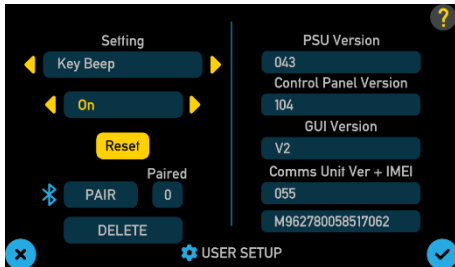 ?
Setting
Key Beep
On
Reset
Paired
PAIR
0
DELETE
PSU Version
043
Control Panel Version
104
GUI Version
V2
Comms Unit Ver + IMEI
055
M962780058517062
USER SETUP